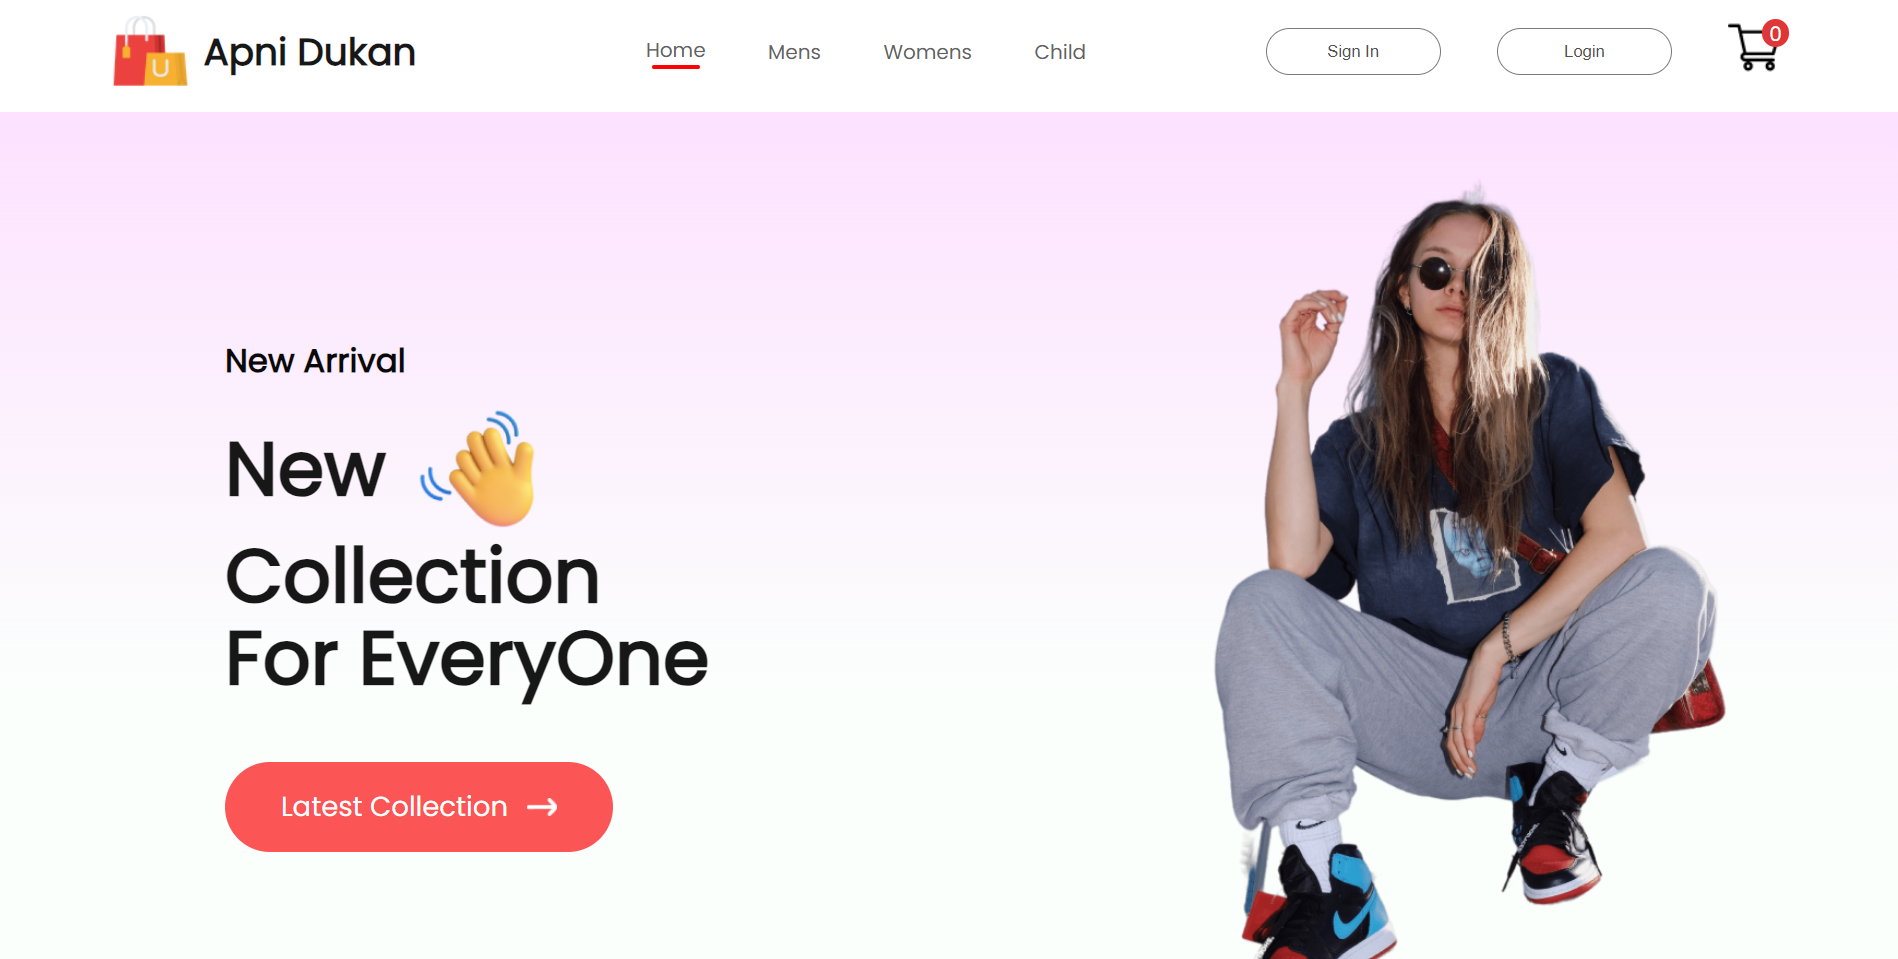 Apni Dukan
Home
Mens
Womens
Child
Sign In
Login
0
New Arrival
New
Collection
For EveryOne
Latest Collection